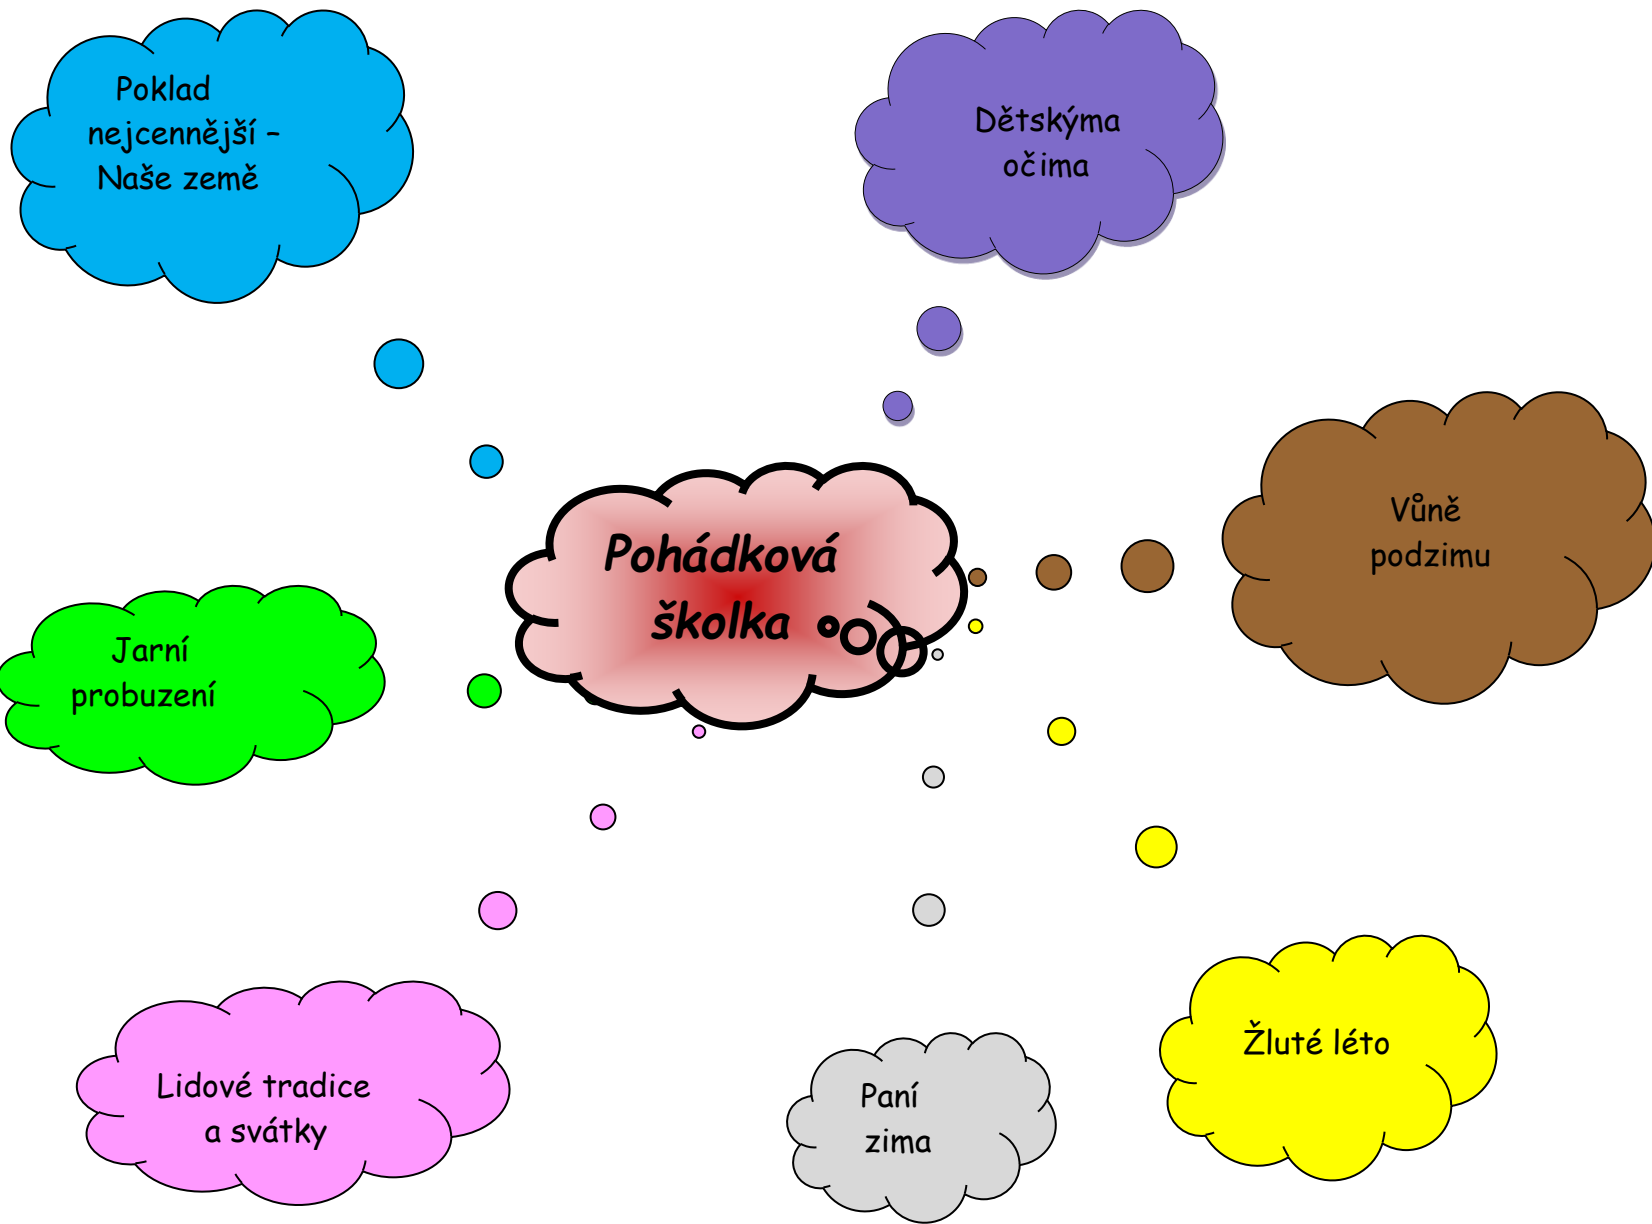 Poklad
nejcennější –
Naše země
Dětskýma
očima
Vůně
podzimu
Pohádková
školka
Jarní
probuzení
Žluté léto
Lidové tradice
a svátky
Paní
zima